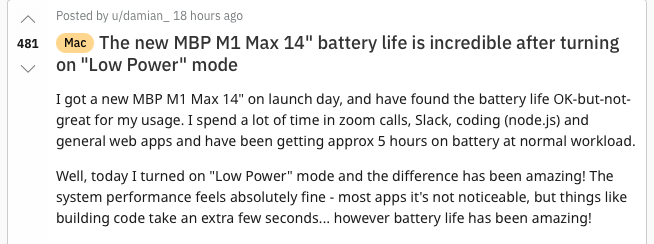 Posted by u/damian_ 18 hours ago
481
Mac The new MBP M1 Max 14" battery life is incredible after turning
on "Low Power" mode
I got a new MBP M1 Max 14" on launch day, and have found the battery life OK-but-not-
great for my usage. I spend a lot of time in zoom calls, Slack, coding (node.js) and
general web apps and have been getting approx 5 hours on battery at normal workload.
Well, today I turned on "Low Power" mode and the difference has been amazing! The
system performance feels absolutely fine - most apps it's not noticeable, but things like
building code take an extra few seconds... however battery life has been amazing!